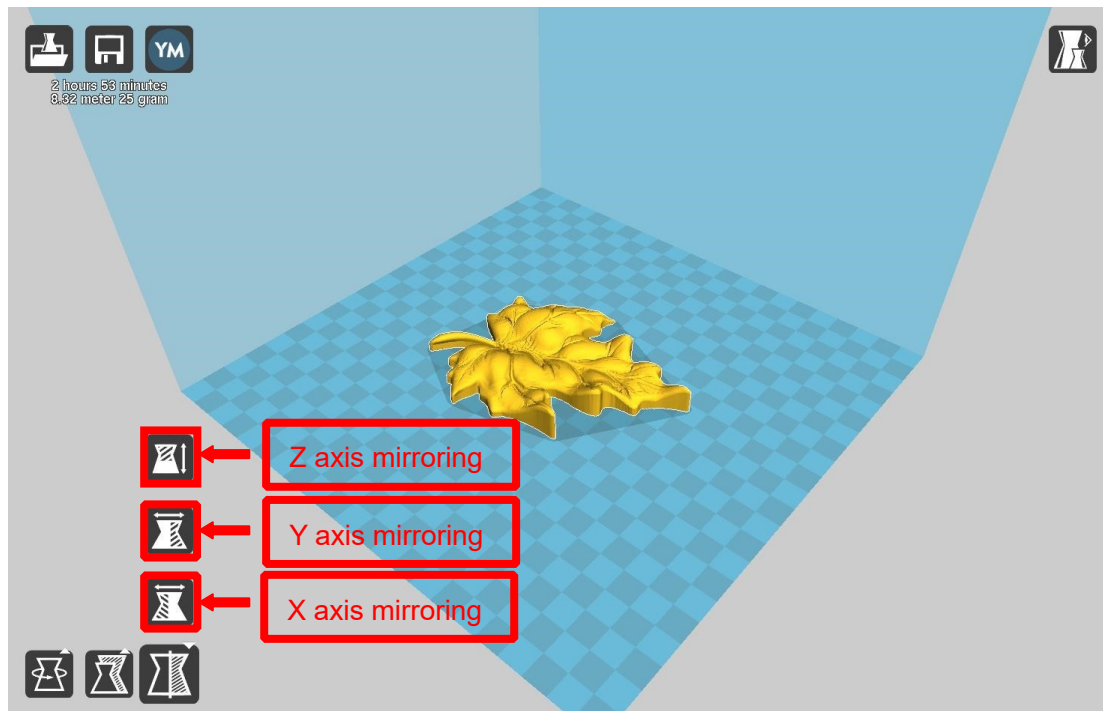 YM
2 hours 53 minutes
8.32 meter 25 gram
Z axis mirroring
Y axis mirroring
X axis mirroring